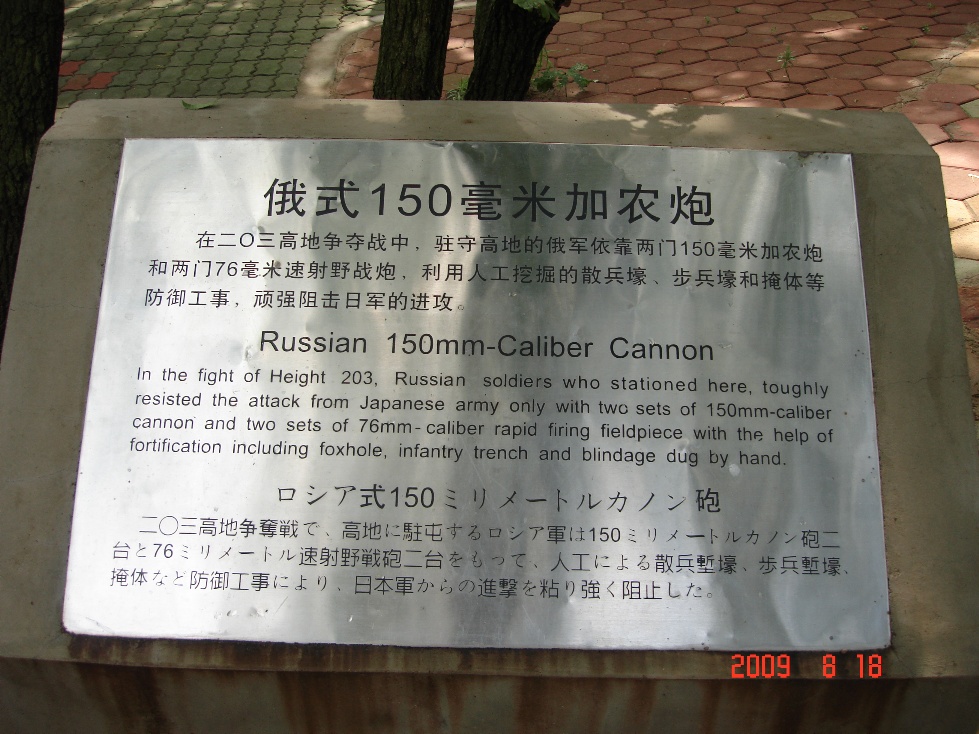 俄式150毫米加农炮
在二〇三高地争夺战中，驻守高地的俄军依靠两门150毫米加农炮
和两门76毫米速射野战炮，利用人工挖掘的散兵壕、步兵壕和掩体等
防御工事，顽强阻击日军的进攻。
Russian 150mm-Caliber Cannon
In the fight of Height 203, Russian soldiers who stationed here, toughly
resisted the attack from Japanese army only with two sets of 150mm-caliber
cannon and two sets of 76mm-caliber rapid firing fieldpiece with the help of
fortification including foxhole, infantry trench and blindage dug by hand.
ロシア式150ミリメートルカノン砲
二〇三高地争奪戦で、高地に駐屯するロシア軍は150ミリメートルカノン砲二
台と76ミリメートル速射野戦砲二台をもって、人工による散兵塹壕、歩兵塹壕、
掩体など防御工事により、日本軍からの進撃を粘り強く阻止した。
2009 8 18